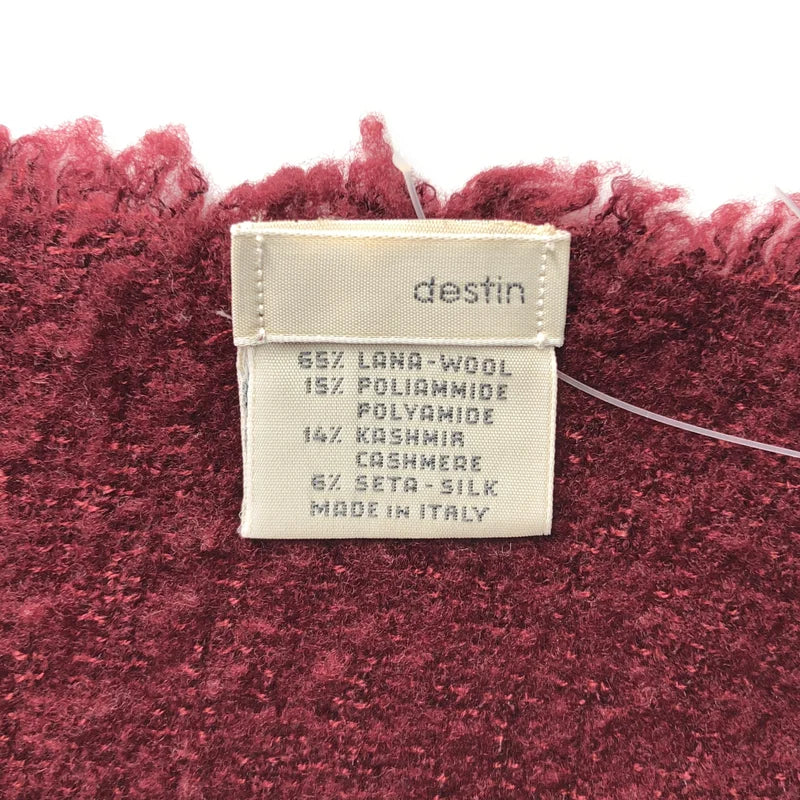 destin
65% LANA-WOOL
15% POLIAMMIDE
POLYAMIDE
14% KASHMIR
CASHMERE
6% SETA-SILK
MADE IN ITALY